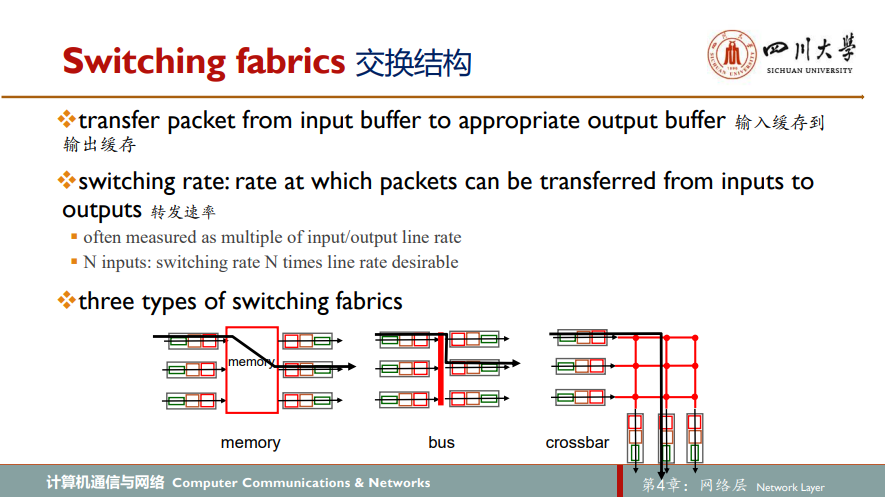 Switching fabrics 交换结构
四川大学
SICHUAN UNIVERSITY
transfer packet from input buffer to appropriate output buffer 输入缓存到
输出缓存
switching rate: rate at which packets can be transferred from inputs to
outputs 转发速率
often measured as multiple of input/output line rate
N inputs: switching rate N times line rate desirable
three types of switching fabrics
memory
memory
bus
crossbar
计算机通信与网络 Computer Communications & Networks
第4章：网络层 Network Layer